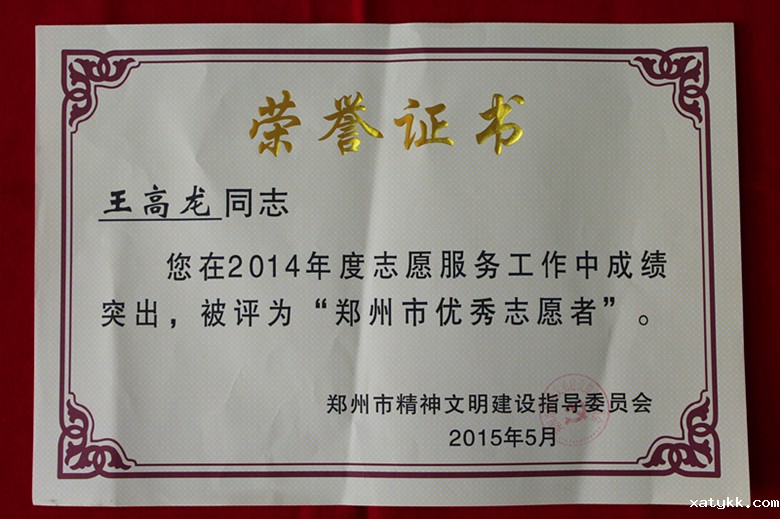 荣誉证书
王高龙同志
您在2014年度志愿服务工作中成绩
突出，被评为“郑州市优秀志愿者”。
郑州市精神文明建设指导委员会
2015年5月
xatykk.com